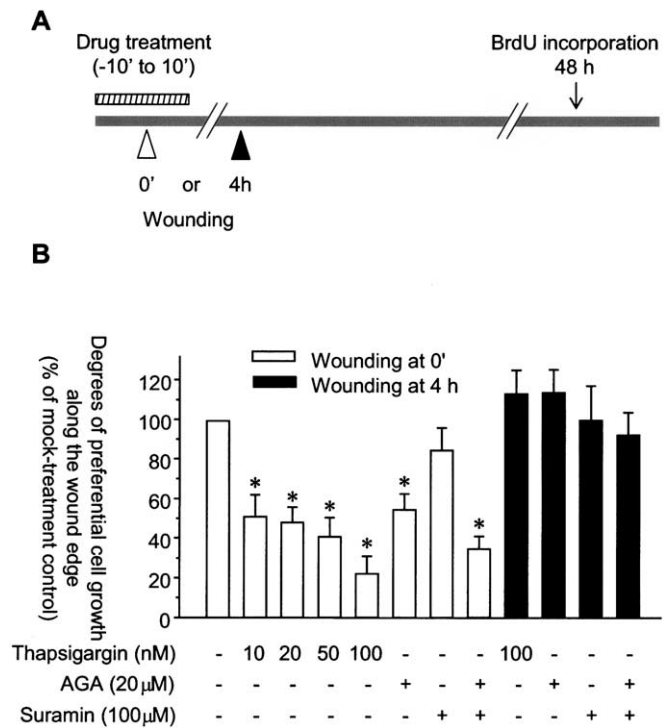 A
Drug treatment
(-10' to 10')
BrdU incorporation
48 h
0' or 4h
Wounding
B
Degrees of preferential cell growth
along the wound edge
(% of mock-treatment control)
120
100
80
60
40
20
0
Wounding at 0'
Wounding at 4 h
* * * * * *
Thapsigargin (nM) - 10 20 50 100 - - - 100 - - -
AGA (20 μM) - - - - - + - + - + - +
Suramin (100μM) - - - - - - + + - - + +